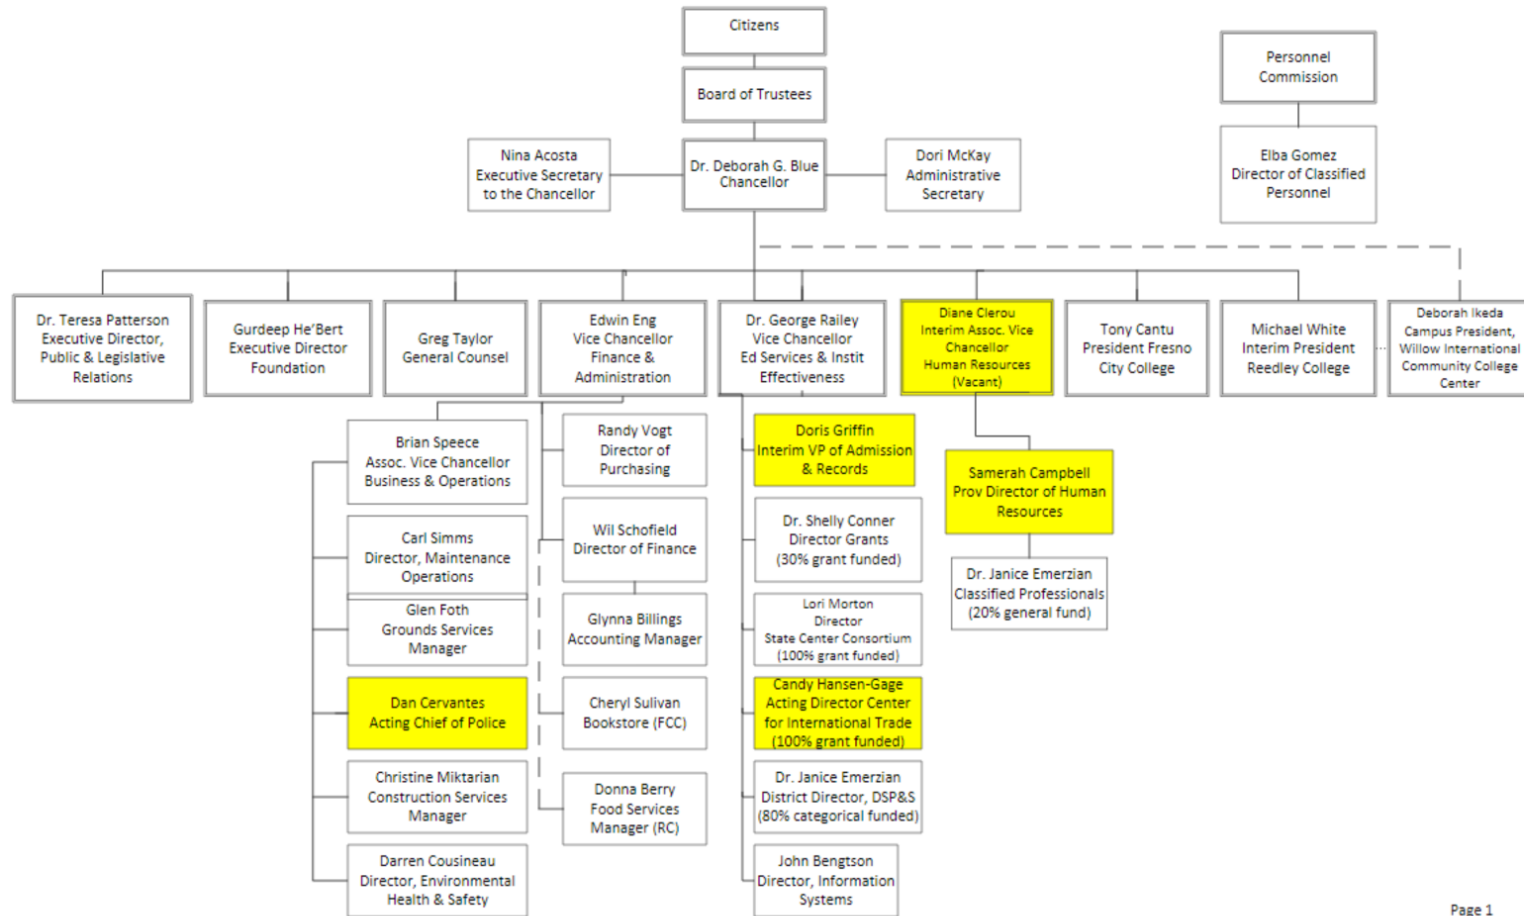 Citizens
Board of Trustees
Personnel
Commission
Nina Acosta
Executive Secretary
to the Chancellor
Dr. Deborah G. Blue
Chancellor
Dori McKay
Administrative
Secretary
Elba Gomez
Director of Classified
Personnel
Dr. Teresa Patterson
Executive Director,
Public & Legislative
Relations
Gurdeep He'Bert
Executive Director
Foundation
Greg Taylor
General Counsel
Edwin Eng
Vice Chancellor
Finance &
Administration
Dr. George Railey
Vice Chancellor
Ed Services & Instit
Effectiveness
Diane Clerou
Interim Assoc. Vice
Chancellor
Human Resources
(Vacant)
Tony Cantu
President Fresno
City College
Michael White
Interim President
Reedley College
Deborah Ikeda
Campus President,
Willow International
Community College
Center
Brian Speece
Assoc. Vice Chancellor
Business & Operations
Carl Simms
Director, Maintenance
Operations
Glen Foth
Grounds Services
Manager
Dan Cervantes
Acting Chief of Police
Christine Miktarian
Construction Services
Manager
Darren Cousineau
Director, Environmental
Health & Safety
Randy Vogt
Director of
Purchasing
Wil Schofield
Director of Finance
Glynna Billings
Accounting Manager
Cheryl Sulivan
Bookstore (FCC)
Donna Berry
Food Services
Manager (RC)
Doris Griffin
Interim VP of Admission
& Records
Dr. Shelly Conner
Director Grants
(30% grant funded)
Lori Morton
Director
State Center Consortium
(100% grant funded)
Candy Hansen-Gage
Acting Director Center
for International Trade
(100% grant funded)
Dr. Janice Emerzian
District Director, DSP&S
(80% categorical funded)
John Bengtson
Director, Information
Systems
Samerah Campbell
Prov Director of Human
Resources
Dr. Janice Emerzian
Classified Professionals
(20% general fund)
Page 1